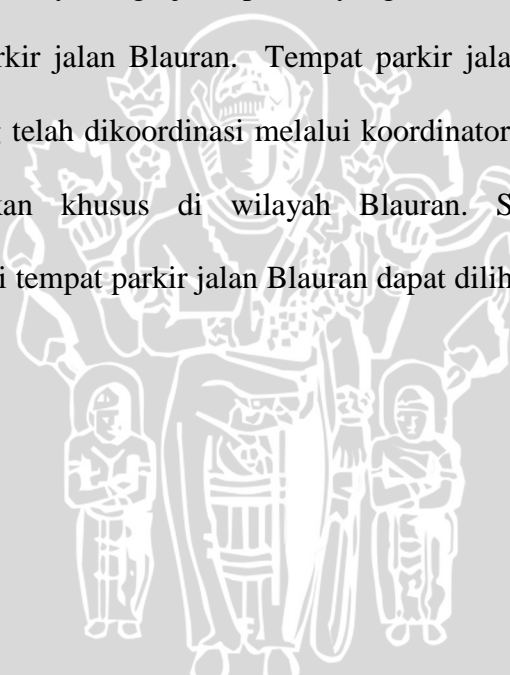 rkir jalan Blauran. Tempat parkir jala
telah dikoordinasi melalui koordinator
kan khusus di wilayah Blauran. S
i tempat parkir jalan Blauran dapat dilih